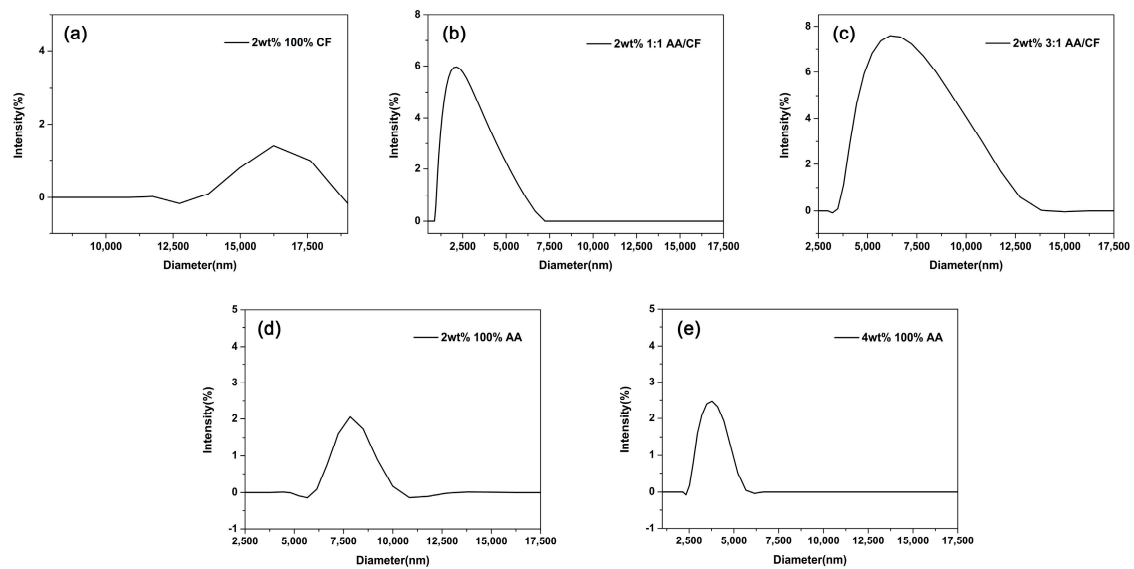 (a)
2wt% 100% CF
Intensity(%)
4
2
0
10,000 12,500 15,000 17,500
Diameter(nm)
(b)
2wt% 1:1 AA/CF
Intensity(%)
8
6
4
2
0
2,500 5,000 7,500 10,000 12,500 15,000 17,500
Diameter(nm)
(c)
2wt% 3:1 AA/CF
Intensity(%)
8
6
4
2
0
2,500 5,000 7,500 10,000 12,500 15,000 17,500
Diameter(nm)
(d)
2wt% 100% AA
Intensity(%)
5
4
3
2
1
0
-1
2,500 5,000 7,500 10,000 12,500 15,000 17,500
Diameter(nm)
(e)
4wt% 100% AA
Intensity(%)
5
4
3
2
1
0
-1
2,500 5,000 7,500 10,000 12,500 15,000 17,500
Diameter(nm)